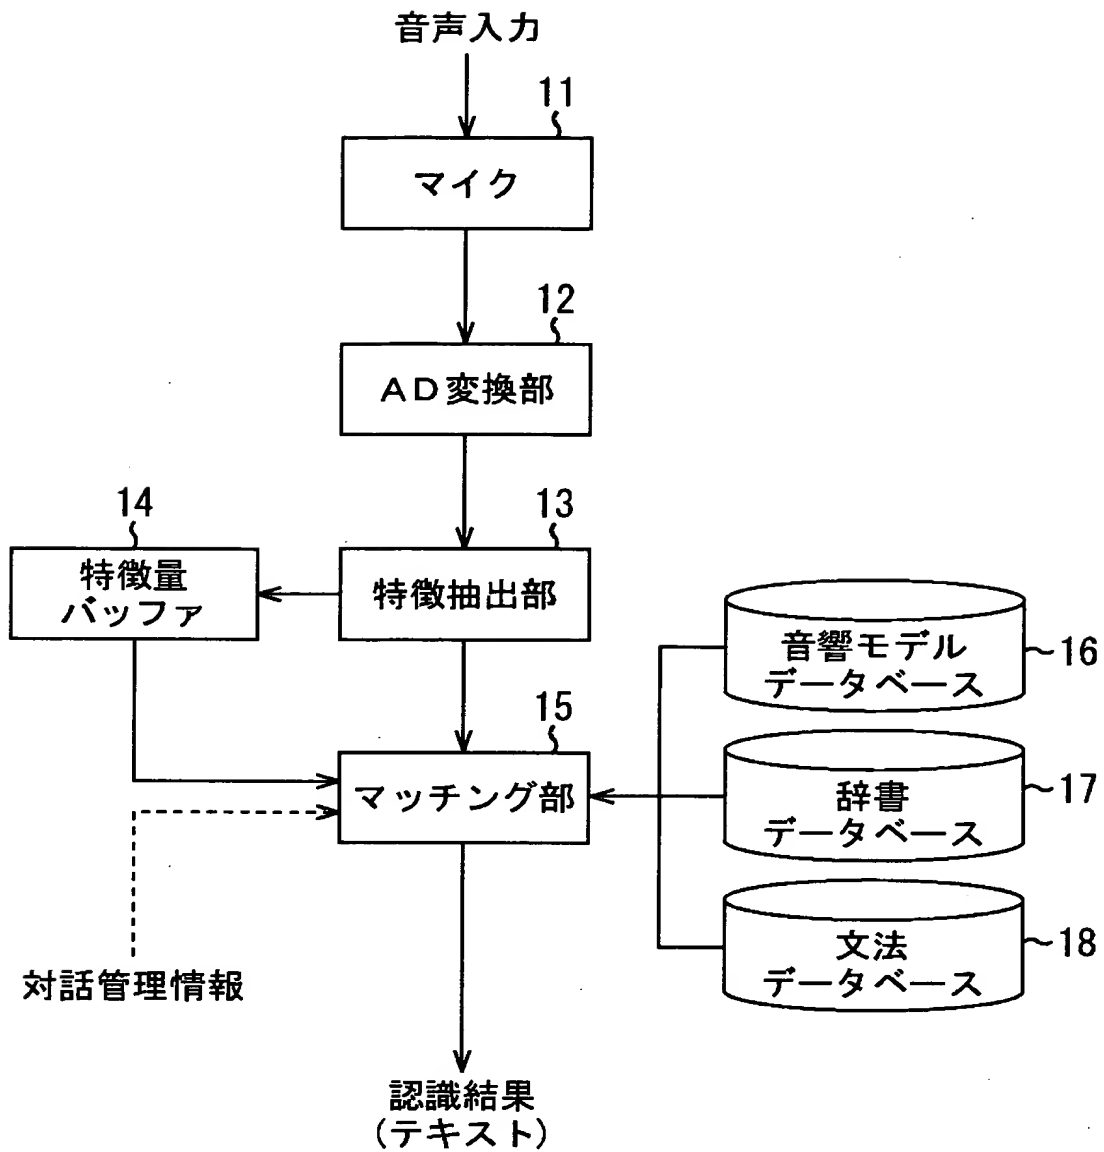 音声入力
11
マイク
12
AD変換部
13
特徴抽出部
14
特徴量
バッファ
15
マッチング部
音響モデル
データベース
16
辞書
データベース
17
文法
データベース
18
対話管理情報
認識結果
(テキスト)